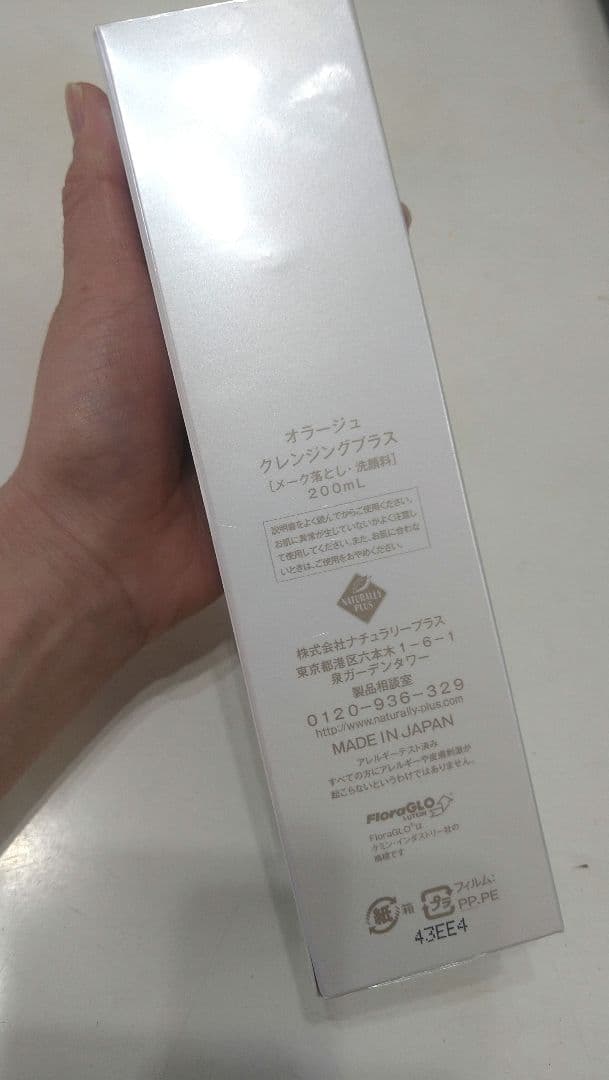 オラージュ
クレンジングプラス
[メーク落とし・洗顔料]
200mL
説明書をよく読んでからご使用ください。
お肌に異常が生じていないかよく注意し
て使用してください。また、お肌に合わな
いときは、ご使用をおやめください。
NATURALLY
PLUS
株式会社ナチュラリープラス
東京都港区六本木1-6-1
泉ガーデンタワー
製品相談室
0120-936-329
http://www.naturally-plus.com
MADE IN JAPAN
アレルギーテスト済み
すべての方にアレルギーや皮膚刺激が
起こらないというわけではありません。
FloraGLO
LUTEIN
FloraGLO®は
ケミン・インダストリー社の
商標です
紙 箱 プラ フィルム:
PP、PE
43EE4